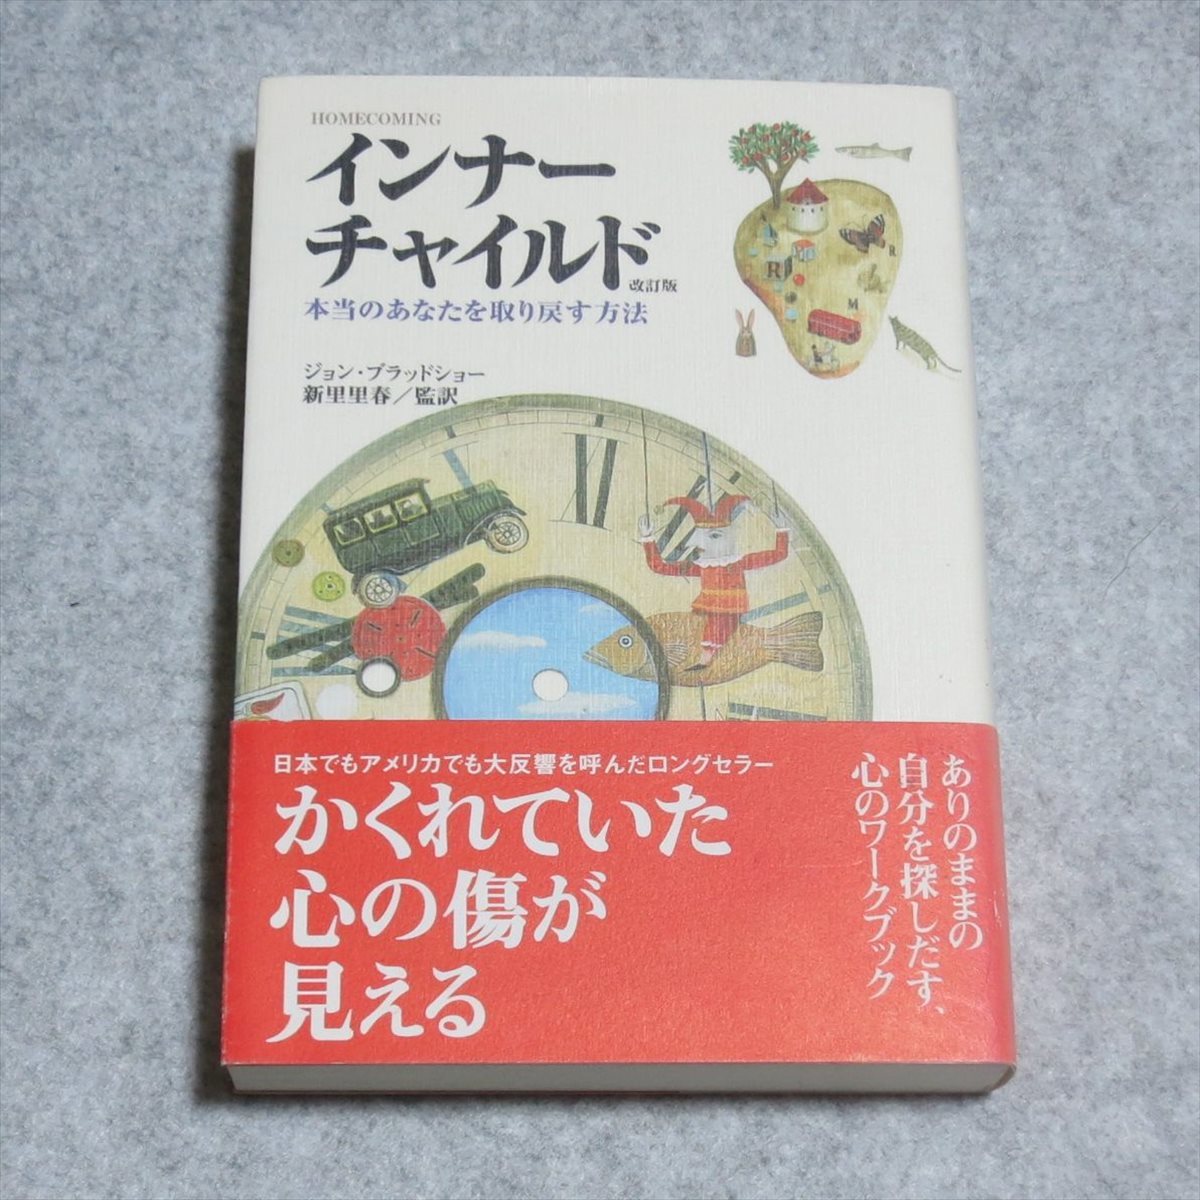 HOMECOMING
インナー
チャイルド
改訂版
本当のあなたを取り戻す方法
ジョン・ブラッドショー
新里里春／監訳
R
R
M
日本でもアメリカでも大反響を呼んだロングセラー
かくれていた
心の傷が
見える
ありのままの
自分を探しだす、
心のワークブック